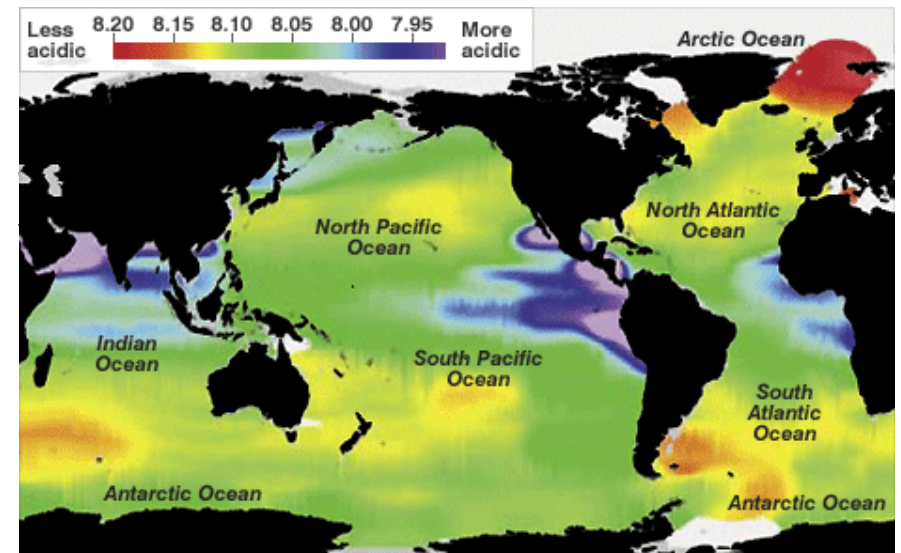 Less acidic
8.20 8.15 8.10 8.05 8.00 7.95
More acidic
Arctic Ocean
North Pacific
Ocean
North Atlantic
Ocean
Indian
Ocean
South Pacific
Ocean
South
Atlantic
Ocean
Antarctic Ocean
Antarctic Ocean